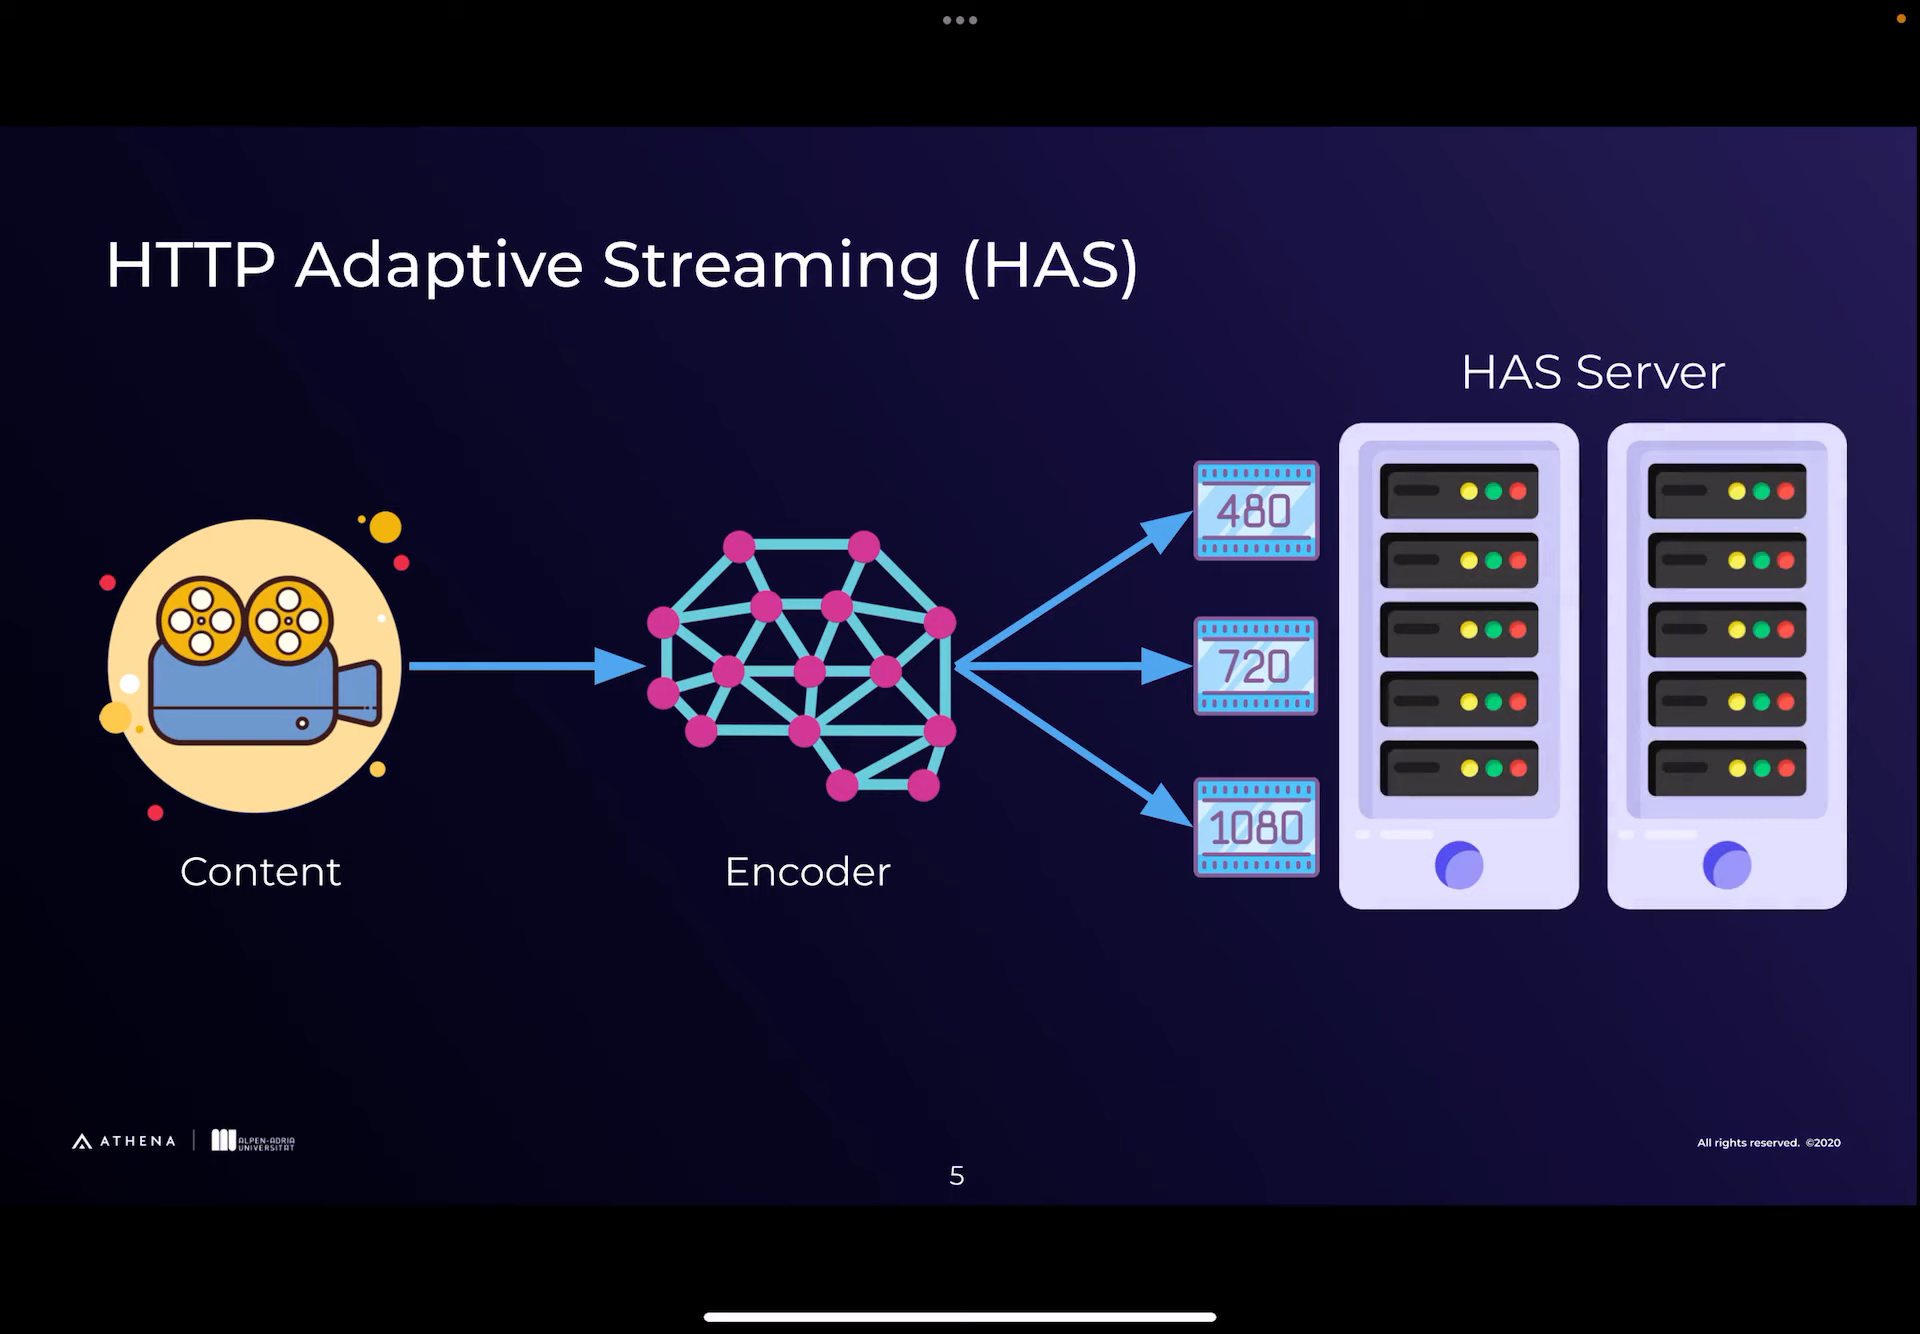 HTTP Adaptive Streaming (HAS)
HAS Server
480
720
1080
Content
Encoder
ATHENA
ALPEN-ADRIA
UNIVERSITÄT
All rights reserved. ©2020
5